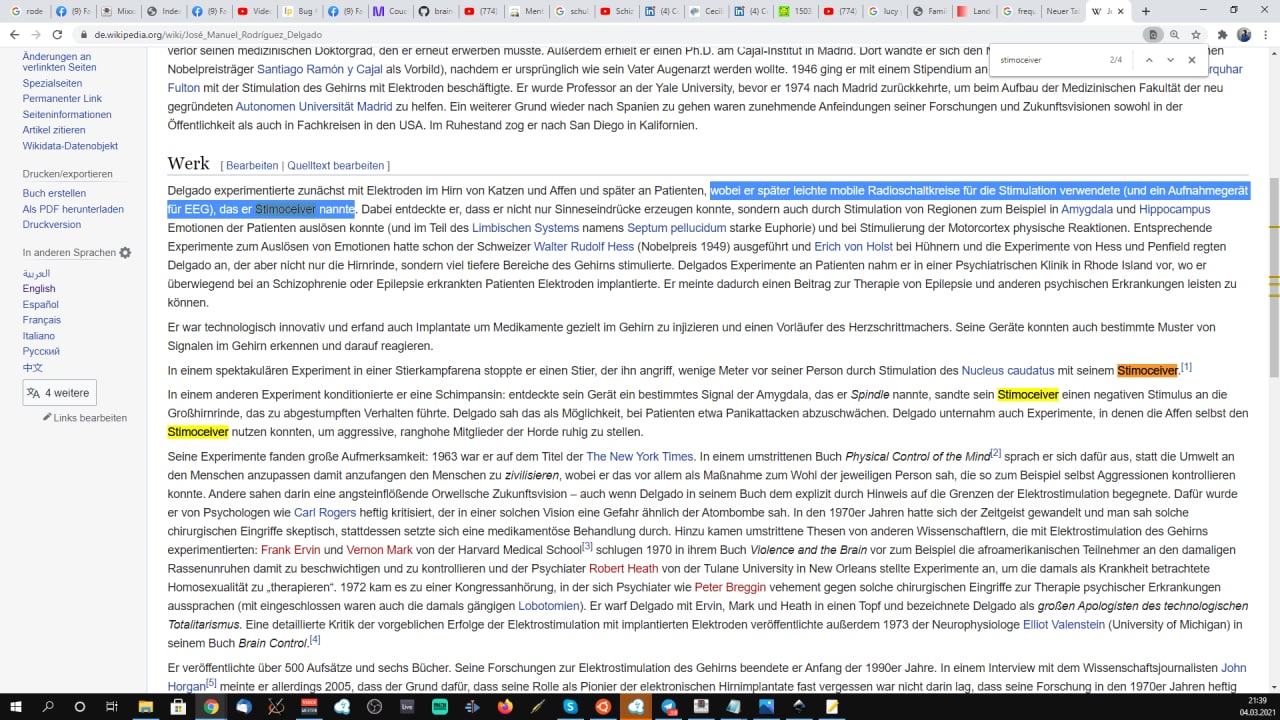 rode
(9) Fa
Mixx
Inde
(9) Fa
Video
Bug f
(9) Fa
Couc
brain
(774)
Men
schul
Schiz
(4) C
Cecili
(4) C
1503
(774)
lucy g
Famil
Landi
frequ
Neuer Tab
W Jo
de.wikipedia.org/wiki/José_Manuel_Rodríguez_Delgado
stimoceiver 2/4
Änderungen an
verlinkten Seiten
Spezialseiten
Permanenter Link
Seiteninformationen
Artikel zitieren
Wikidata-Datenobjekt
Drucken/exportieren
Buch erstellen
Als PDF herunterladen
Druckversion
In anderen Sprachen
العربية
English
Español
Français
Italiano
Русский
中文
4 weitere
Links bearbeiten
verlor seinen medizinischen Doktorgrad, den er erneut erwerben musste. Außerdem erhielt er einen Ph.D. am Cajal-Institut in Madrid. Dort wandte er sich den
Nobelpreisträger Santiago Ramón y Cajal als Vorbild), nachdem er ursprünglich wie sein Vater Augenarzt werden wollte. 1946 ging er mit einem Stipendium an
Fulton mit der Stimulation des Gehirns mit Elektroden beschäftigte. Er wurde Professor an der Yale University, bevor er 1974 nach Madrid zurückkehrte, um beim Aufbau der Medizinischen Fakultät der neu
gegründeten Autonomen Universität Madrid zu helfen. Ein weiterer Grund wieder nach Spanien zu gehen waren zunehmende Anfeindungen seiner Forschungen und Zukunftsvisionen sowohl in der
Öffentlichkeit als auch in Fachkreisen in den USA. Im Ruhestand zog er nach San Diego in Kalifornien.
Werk [ Bearbeiten | Quelltext bearbeiten ]
Delgado experimentierte zunächst mit Elektroden im Hirn von Katzen und Affen und später an Patienten, wobei er später leichte mobile Radioschaltkreise für die Stimulation verwendete (und ein Aufnahmegerät
für EEG), das er Stimoceiver nannte. Dabei entdeckte er, dass er nicht nur Sinneseindrücke erzeugen konnte, sondern auch durch Stimulation von Regionen zum Beispiel in Amygdala und Hippocampus
Emotionen der Patienten auslösen konnte (und im Teil des Limbischen Systems namens Septum pellucidum starke Euphorie) und bei Stimulierung der Motorcortex physische Reaktionen. Entsprechende
Experimente zum Auslösen von Emotionen hatte schon der Schweizer Walter Rudolf Hess (Nobelpreis 1949) ausgeführt und Erich von Holst bei Hühnern und die Experimente von Hess und Penfield regten
Delgado an, der aber nicht nur die Hirnrinde, sondern viel tiefere Bereiche des Gehirns stimulierte. Delgados Experimente an Patienten nahm er in einer Psychiatrischen Klinik in Rhode Island vor, wo er
überwiegend bei an Schizophrenie oder Epilepsie erkrankten Patienten Elektroden implantierte. Er meinte dadurch einen Beitrag zur Therapie von Epilepsie und anderen psychischen Erkrankungen leisten zu
können.
Er war technologisch innovativ und erfand auch Implantate um Medikamente gezielt im Gehirn zu injizieren und einen Vorläufer des Herzschrittmachers. Seine Geräte konnten auch bestimmte Muster von
Signalen im Gehirn erkennen und darauf reagieren.
In einem spektakulären Experiment in einer Stierkampfarena stoppte er einen Stier, der ihn angriff, wenige Meter vor seiner Person durch Stimulation des Nucleus caudatus mit seinem Stimoceiver.[1]
In einem anderen Experiment konditionierte er eine Schimpansin: entdeckte sein Gerät ein bestimmtes Signal der Amygdala, das er Spindle nannte, sandte sein Stimoceiver einen negativen Stimulus an die
Großhirnrinde, das zu abgestumpften Verhalten führte. Delgado sah das als Möglichkeit, bei Patienten etwa Panikattacken abzuschwächen. Delgado unternahm auch Experimente, in denen die Affen selbst den
Stimoceiver nutzen konnten, um aggressive, ranghohe Mitglieder der Horde ruhig zu stellen.
Seine Experimente fanden große Aufmerksamkeit: 1963 war er auf dem Titel der The New York Times. In einem umstrittenen Buch Physical Control of the Mind[2] sprach er sich dafür aus, statt die Umwelt an
den Menschen anzupassen damit anzufangen den Menschen zu zivilisieren, wobei er das vor allem als Maßnahme zum Wohl der jeweiligen Person sah, die so zum Beispiel selbst Aggressionen kontrollieren
konnte. Andere sahen darin eine angsteinflößende Orwellsche Zukunftsvision – auch wenn Delgado in seinem Buch dem explizit durch Hinweis auf die Grenzen der Elektrostimulation begegnete. Dafür wurde
er von Psychologen wie Carl Rogers heftig kritisiert, der in einer solchen Vision eine Gefahr ähnlich der Atombombe sah. In den 1970er Jahren hatte sich der Zeitgeist gewandelt und man sah solche
chirurgischen Eingriffe skeptisch, stattdessen setzte sich eine medikamentöse Behandlung durch. Hinzu kamen umstrittene Thesen von anderen Wissenschaftlern, die mit Elektrostimulation des Gehirns
experimentierten: Frank Ervin und Vernon Mark von der Harvard Medical School[3] schlugen 1970 in ihrem Buch Violence and the Brain vor zum Beispiel die afroamerikanischen Teilnehmer an den damaligen
Rassenunruhen damit zu beschwichtigen und zu kontrollieren und der Psychiater Robert Heath von der Tulane University in New Orleans stellte Experimente an, um die damals als Krankheit betrachtete
Homosexualität zu „therapieren“. 1972 kam es zu einer Kongressanhörung, in der sich Psychiater wie Peter Breggin vehement gegen solche chirurgischen Eingriffe zur Therapie psychischer Erkrankungen
aussprachen (mit eingeschlossen waren auch die damals gängigen Lobotomien). Er warf Delgado mit Ervin, Mark und Heath in einen Topf und bezeichnete Delgado als großen Apologisten des technologischen
Totalitarismus. Eine detaillierte Kritik der vorgeblichen Erfolge der Elektrostimulation mit implantierten Elektroden veröffentlichte außerdem 1973 der Neurophysiologe Elliot Valenstein (University of Michigan) in
seinem Buch Brain Control.[4]
Er veröffentlichte über 500 Aufsätze und sechs Bücher. Seine Forschungen zur Elektrostimulation des Gehirns beendete er Anfang der 1990er Jahre. In einem Interview mit dem Wissenschaftsjournalisten John
Horgan[5] meinte er allerdings 2005, dass der Grund dafür, dass seine Rolle als Pionier der elektronischen Hirnimplantate fast vergessen war nicht darin lag, dass seine Forschung in den 1970er Jahren heftig
Live
21:39
04.03.2021